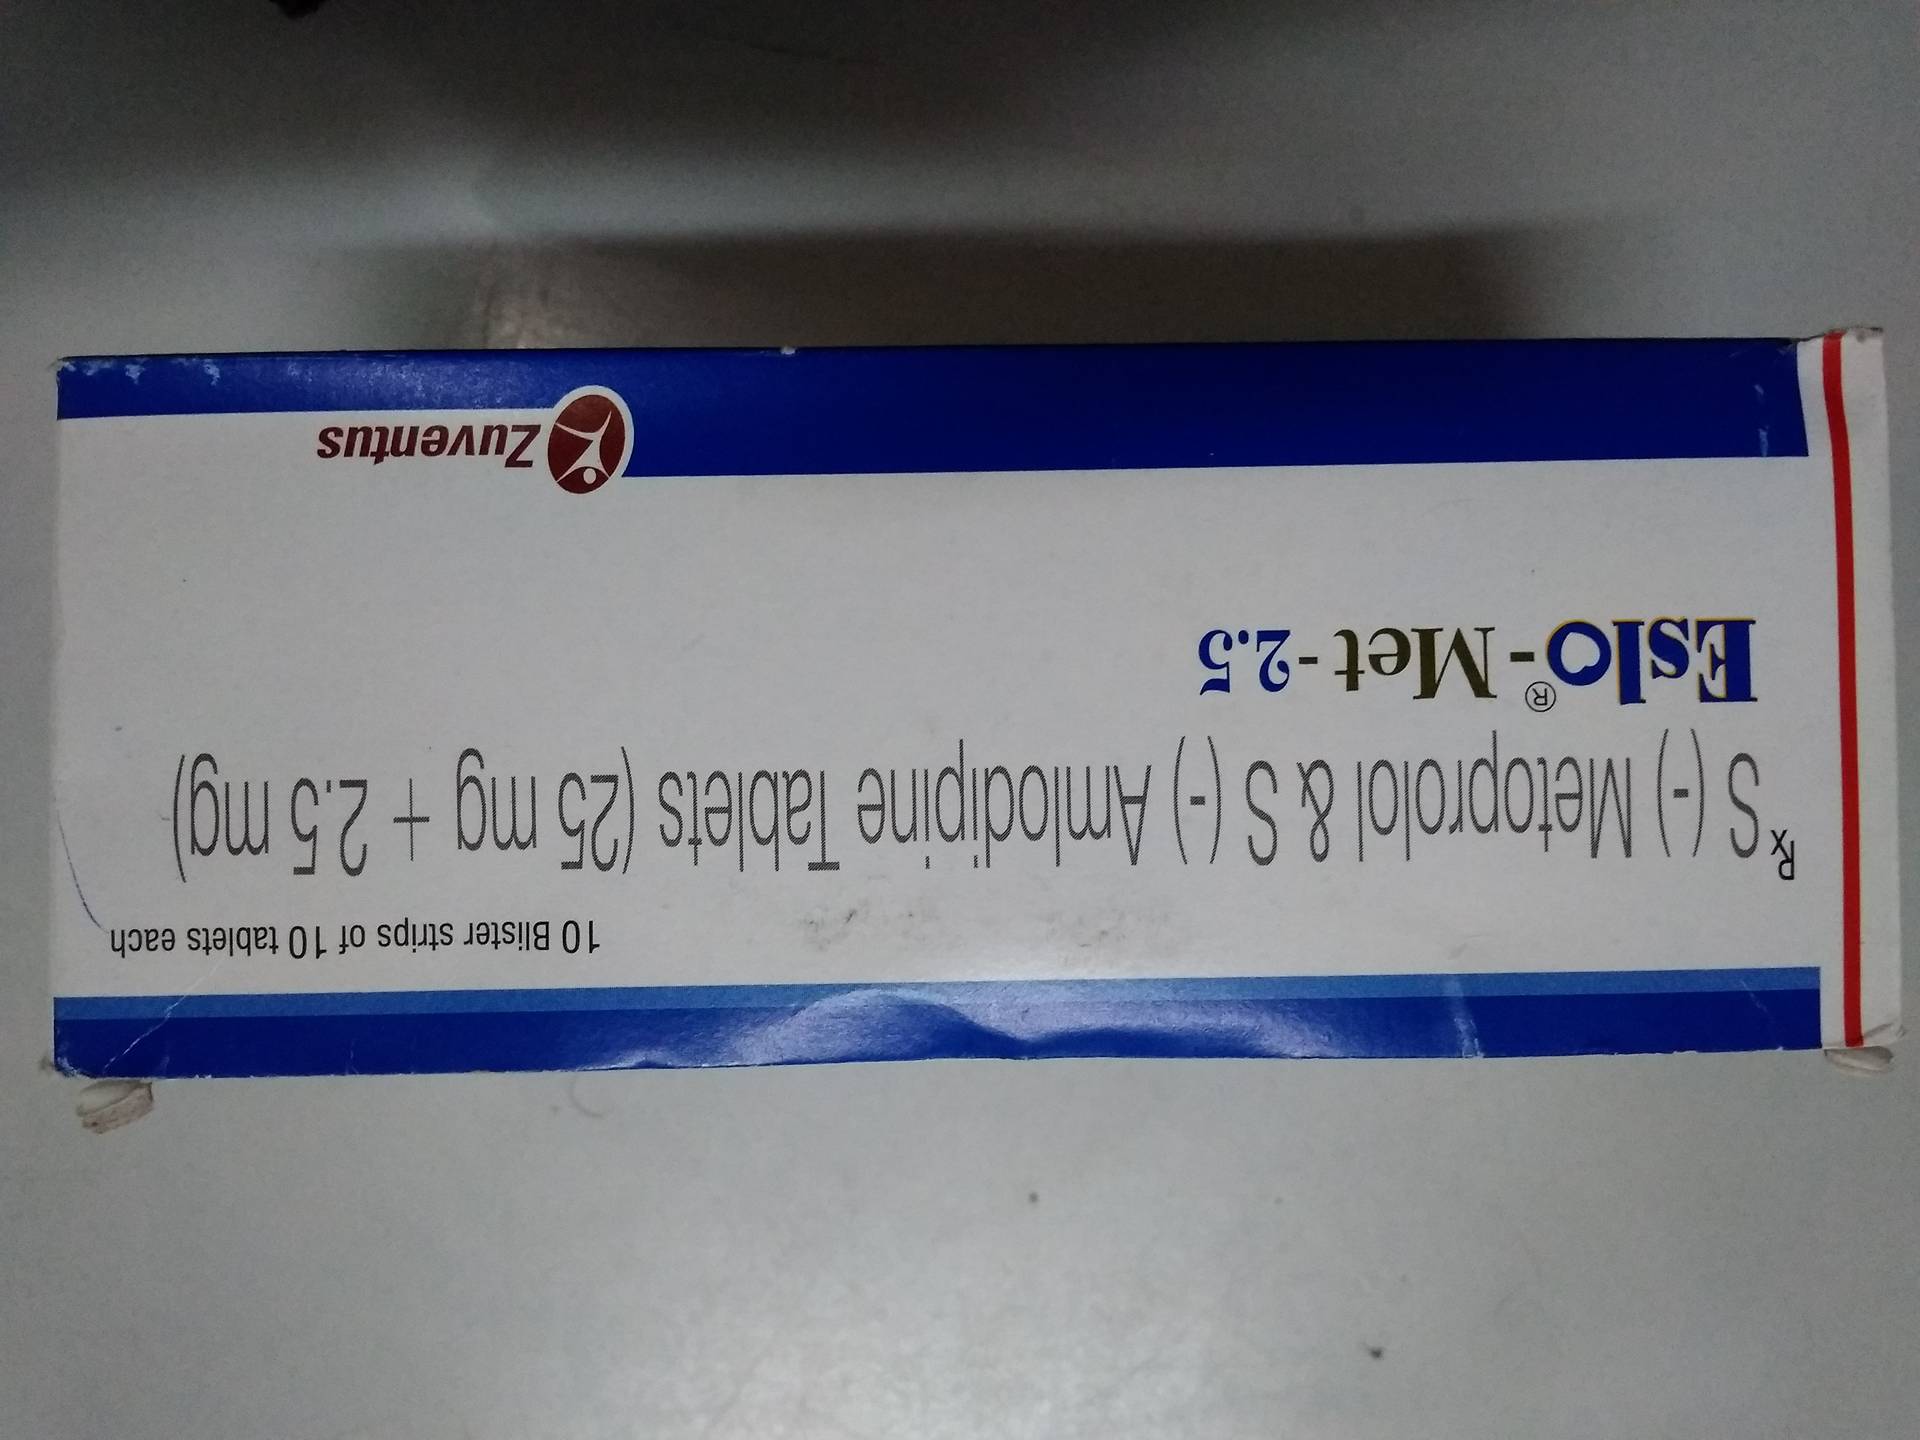 10 Blister strips of 10 tablets each
Rx S (-) Metoprolol & S (-) Amlodipine Tablets (25 mg + 2.5 mg)
Eslo®-Met-2.5
Zuventus